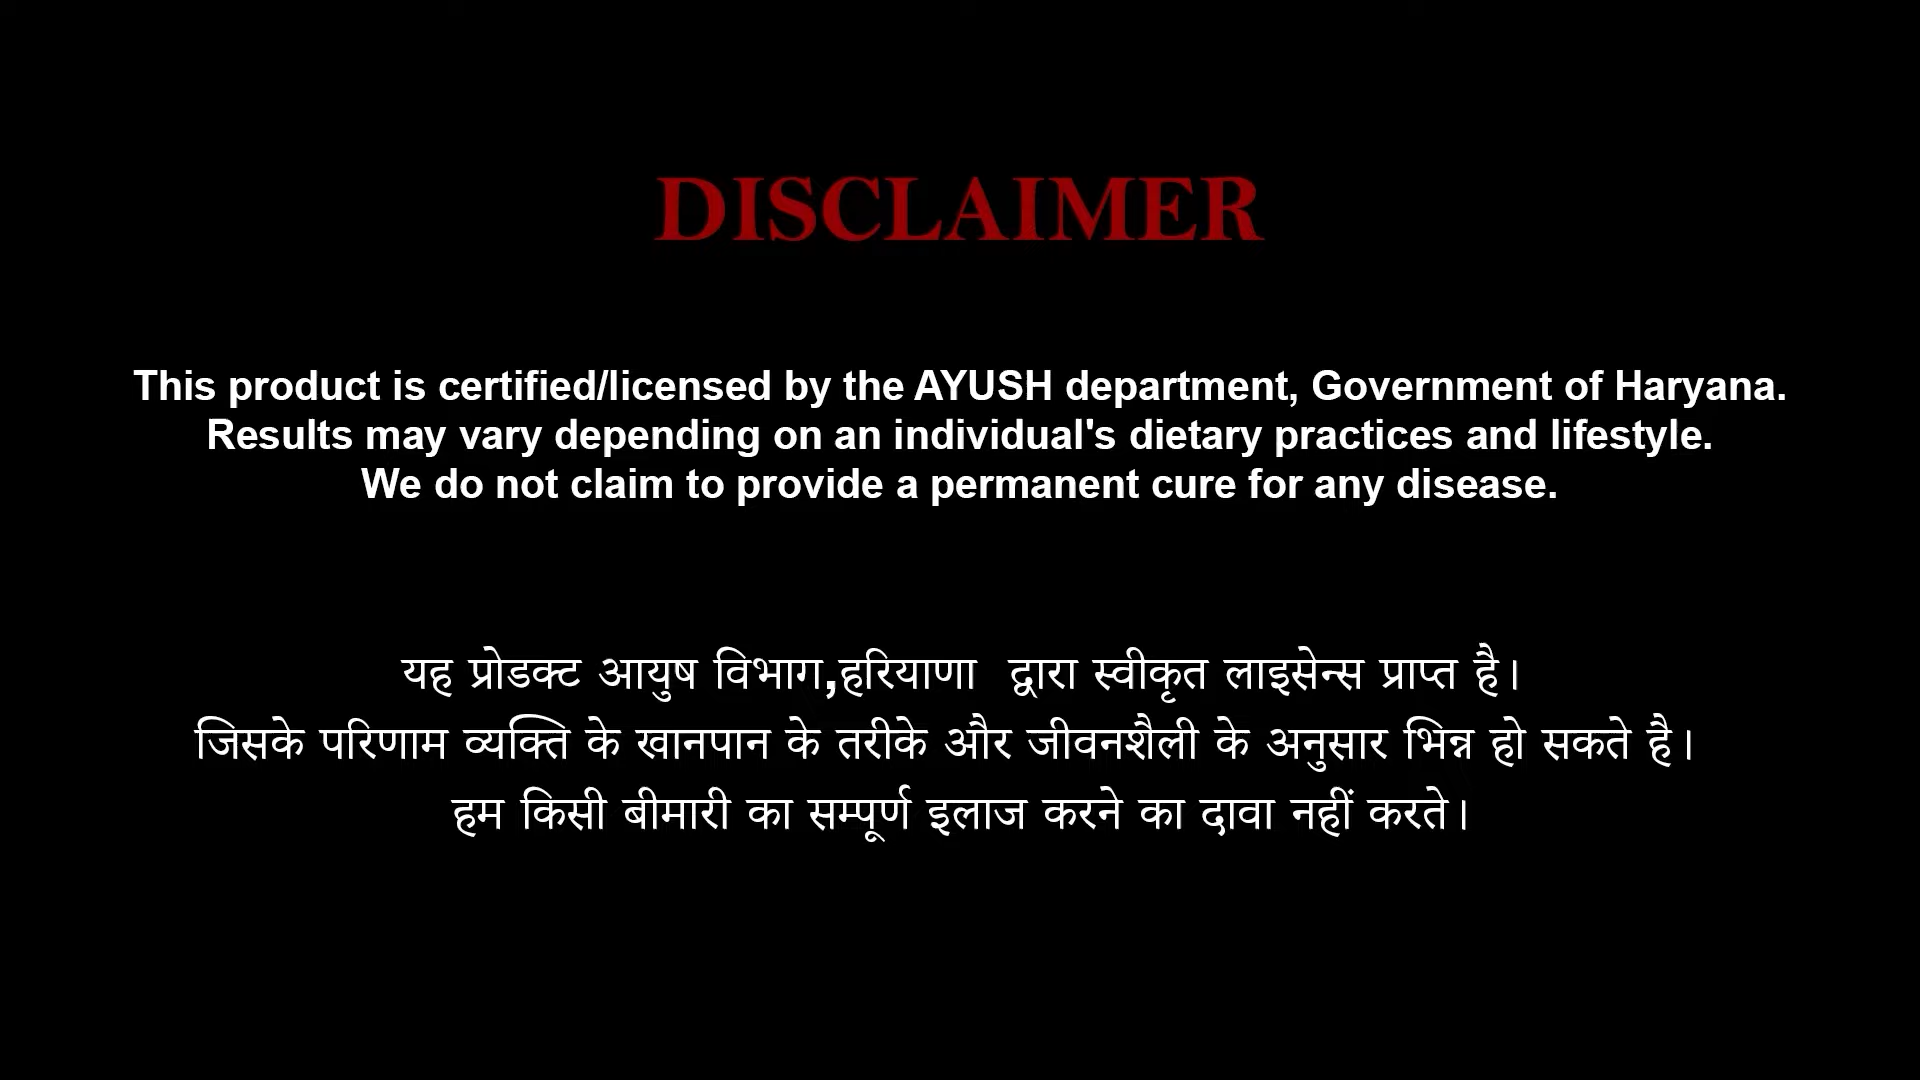 DISCLAIMER
This product is certified/licensed by the AYUSH department, Government of Haryana.
Results may vary depending on an individual's dietary practices and lifestyle.
We do not claim to provide a permanent cure for any disease.
यह प्रोडक्ट आयुष विभाग,हरियाणा  द्वारा स्वीकृत लाइसेन्स प्राप्त है।
जिसके परिणाम व्यक्ति के खानपान के तरीके और जीवनशैली के अनुसार भिन्न हो सकते है।
हम किसी बीमारी का सम्पूर्ण इलाज करने का दावा नहीं करते।